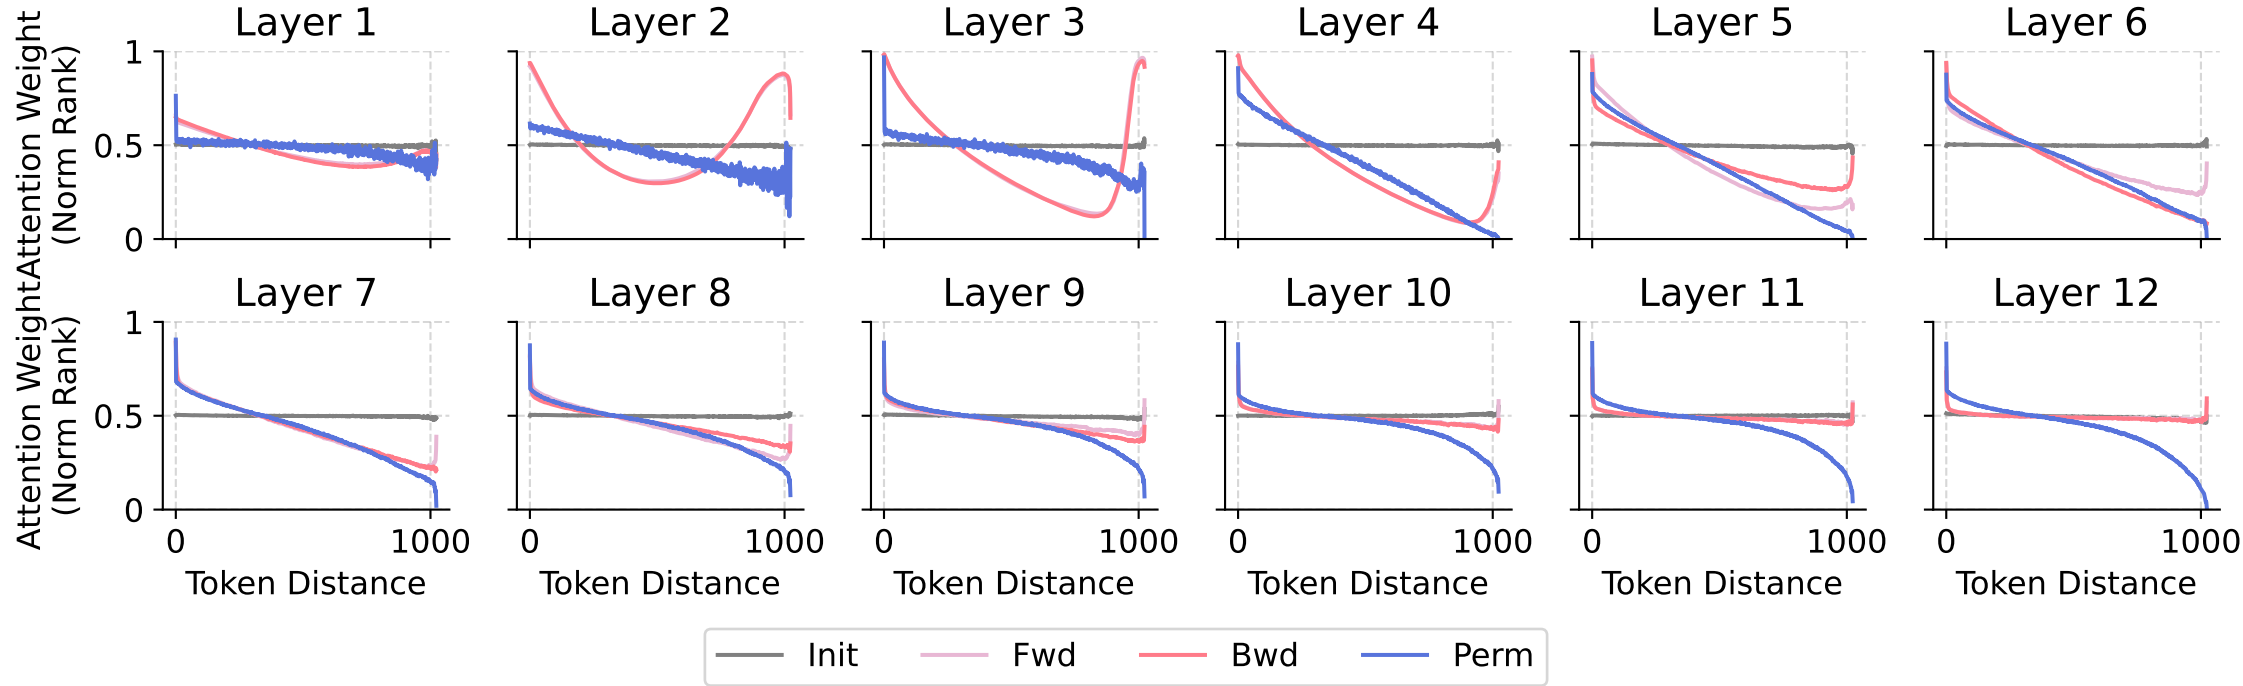 Layer 1 Layer 2 Layer 3 Layer 4 Layer 5 Layer 6
Attention Weight
(Norm Rank)
1
0.5
0
Layer 7 Layer 8 Layer 9 Layer 10 Layer 11 Layer 12
Attention Weight
(Norm Rank)
1
0.5
0
0 1000 0 1000 0 1000 0 1000 0 1000 0 1000
Token Distance Token Distance Token Distance Token Distance Token Distance Token Distance
Init Fwd Bwd Perm